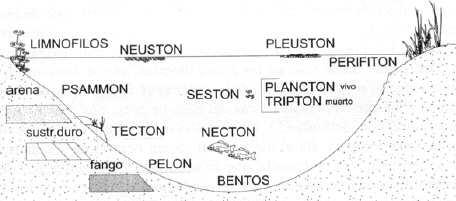 LIMNOFILOS
NEUSTON
PLEUSTON
PERIFITON
arena
PSAMMON
SESTON
PLANCTON vivo
TRIPTON muerto
sustr.duro
TECTON
NECTON
fango
PELON
BENTOS